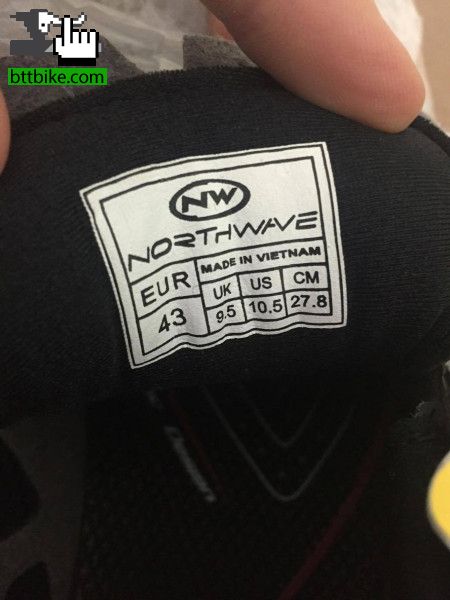 bttbike.com
NW
NORTHWAVE
EUR MADE IN VIETNAM
UK US CM
43 9.5 10.5 27.8